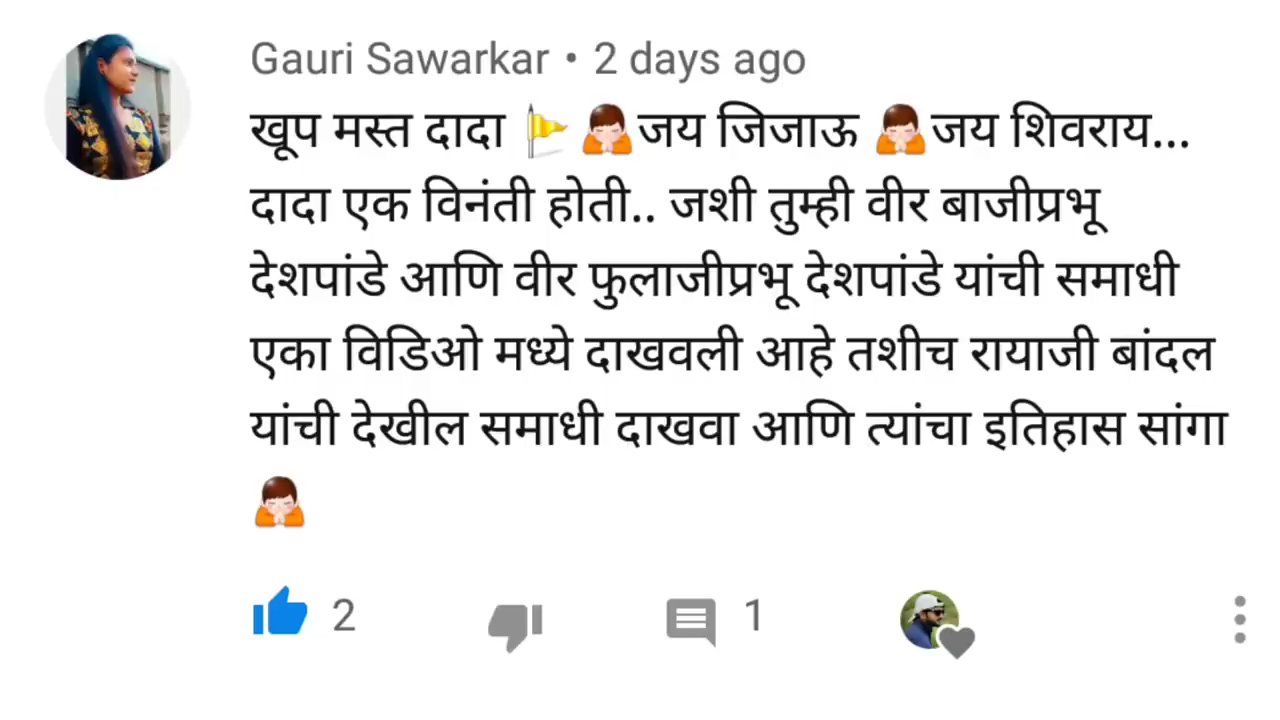 Gauri Sawarkar • 2 days ago
खूप मस्त दादा 🚩🙏जय जिजाऊ 🙏जय शिवराय...
दादा एक विनंती होती.. जशी तुम्ही वीर बाजीप्रभू
देशपांडे आणि वीर फुलाजीप्रभू देशपांडे यांची समाधी
एका विडिओ मध्ये दाखवली आहे तशीच रायाजी बांदल
यांची देखील समाधी दाखवा आणि त्यांचा इतिहास सांगा
🙏
2 1